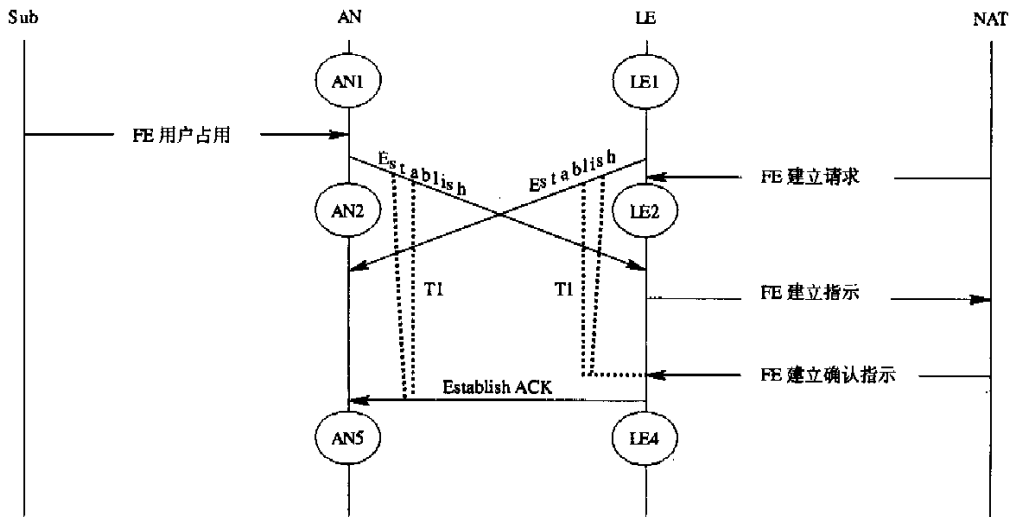 Sub
AN
LE
NAT
AN1
LE1
FE 用户占用
Establish
Establish
FE 建立请求
AN2
LE2
T1
T1
FE 建立指示
FE 建立确认指示
Establish ACK
AN5
LE4